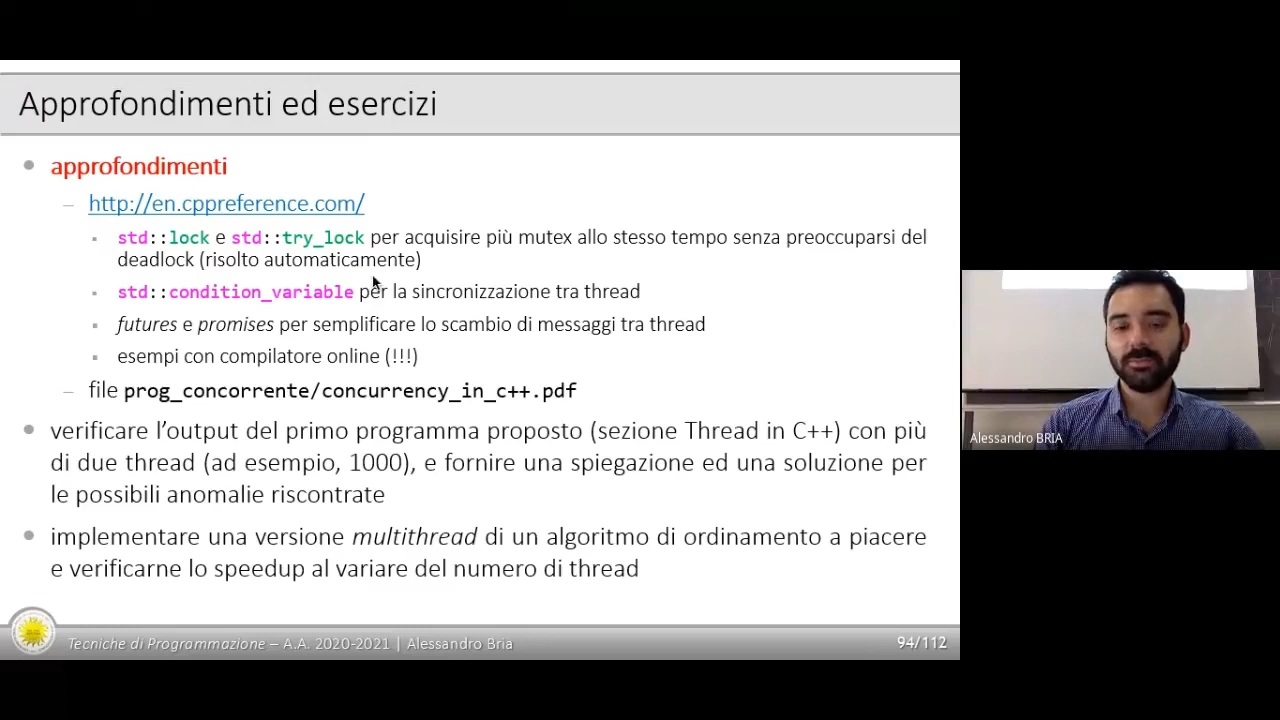 Approfondimenti ed esercizi
approfondimenti
http://en.cppreference.com/
std::lock e std::try_lock per acquisire più mutex allo stesso tempo senza preoccuparsi del
deadlock (risolto automaticamente)
std::condition_variable per la sincronizzazione tra thread
futures e promises per semplificare lo scambio di messaggi tra thread
esempi con compilatore online (!!!)
file prog_concorrente/concurrency_in_c++.pdf
verificare l’output del primo programma proposto (sezione Thread in C++) con più
di due thread (ad esempio, 1000), e fornire una spiegazione ed una soluzione per
le possibili anomalie riscontrate
implementare una versione multithread di un algoritmo di ordinamento a piacere
e verificarne lo speedup al variare del numero di thread
Tecniche di Programmazione – A.A. 2020-2021 | Alessandro Bria
94/112
Alessandro BRIA